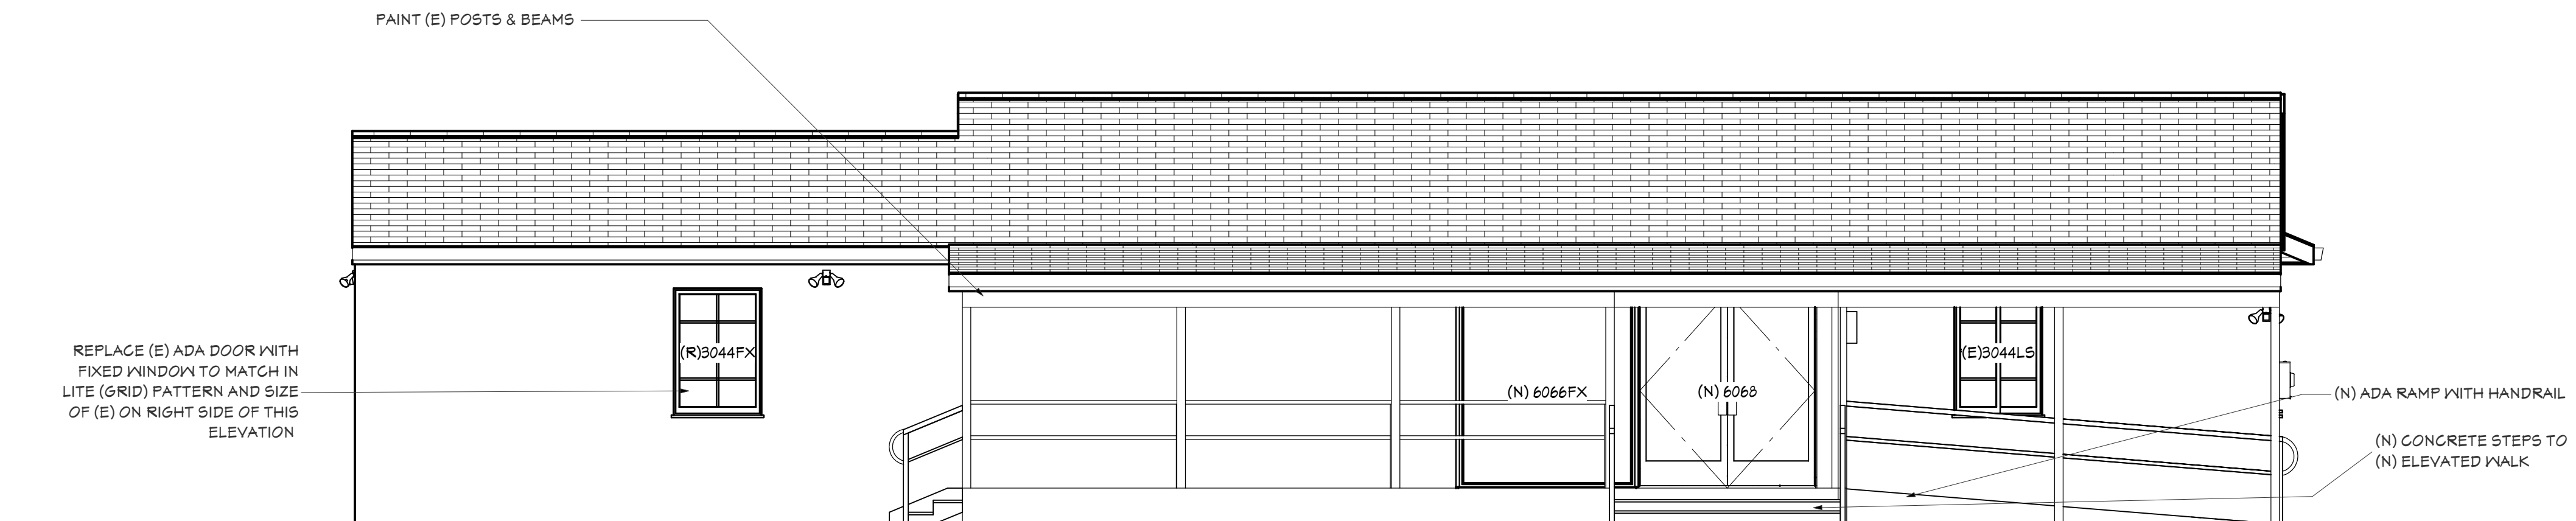 PAINT (E) POSTS & BEAMS
REPLACE (E) ADA DOOR WITH
FIXED WINDOW TO MATCH IN
LITE (GRID) PATTERN AND SIZE
OF (E) ON RIGHT SIDE OF THIS
ELEVATION
(R)3044FX
(N) 6066FX
(N) 6068
(E)3044LS
(N) ADA RAMP WITH HANDRAIL
(N) CONCRETE STEPS TO
(N) ELEVATED WALK